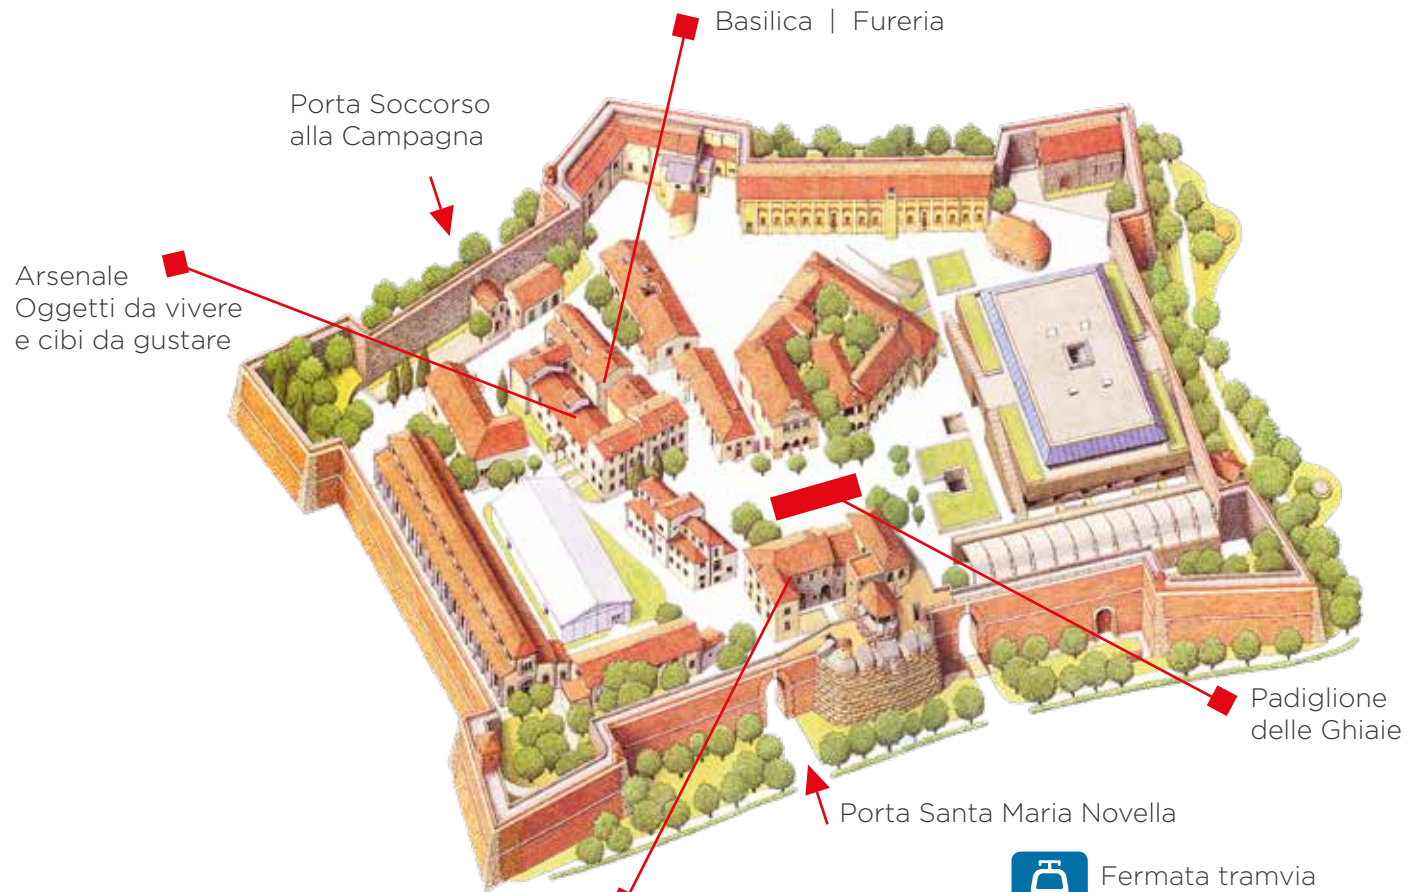 Basilica | Fureria
Porta Soccorso
alla Campagna
Arsenale
Oggetti da vivere
e cibi da gustare
Padiglione
delle Ghiaie
Porta Santa Maria Novella
Fermata tramvia